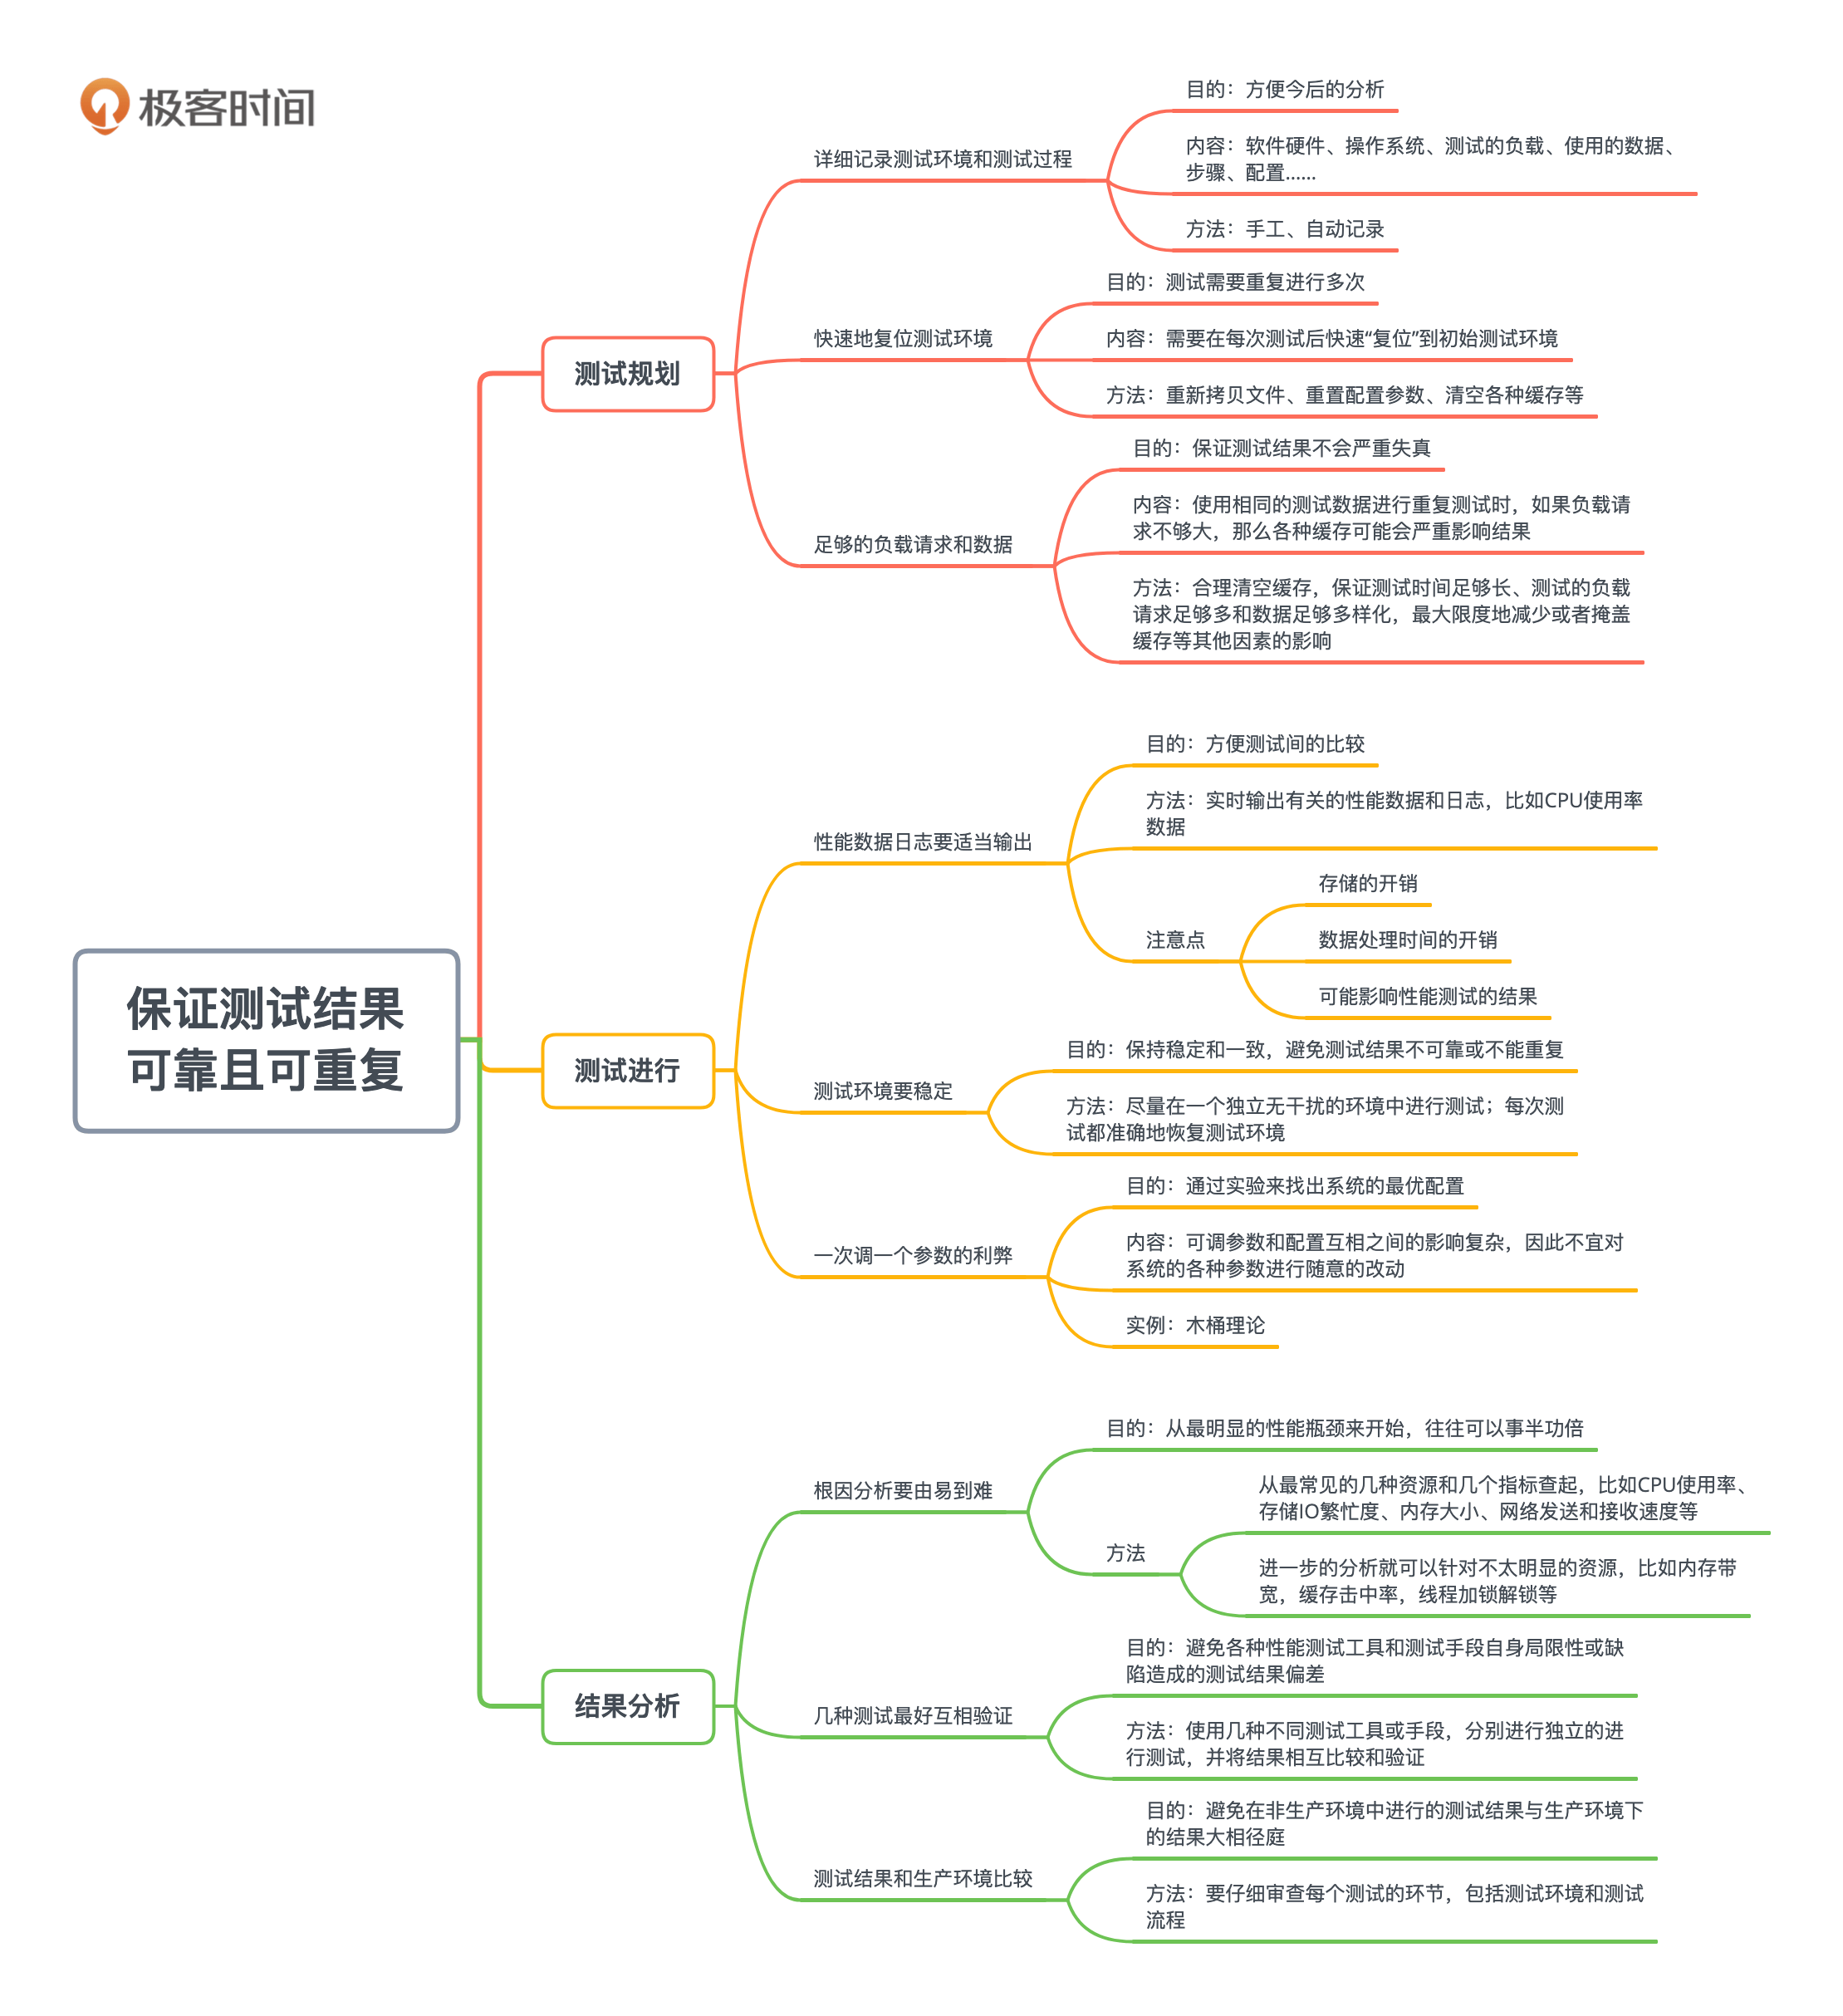 极客时间
保证测试结果
可靠且可重复
测试规划
详细记录测试环境和测试过程
目的：方便今后的分析
内容：软件硬件、操作系统、测试的负载、使用的数据、
步骤、配置……
方法：手工、自动记录
快速地复位测试环境
目的：测试需要重复进行多次
内容：需要在每次测试后快速“复位”到初始测试环境
方法：重新拷贝文件、重置配置参数、清空各种缓存等
足够的负载请求和数据
目的：保证测试结果不会严重失真
内容：使用相同的测试数据进行重复测试时，如果负载请
求不够大，那么各种缓存可能会严重影响结果
方法：合理清空缓存，保证测试时间足够长、测试的负载
请求足够多和数据足够多样化，最大限度地减少或者掩盖
缓存等其他因素的影响
测试进行
性能数据日志要适当输出
目的：方便测试间的比较
方法：实时输出有关的性能数据和日志，比如CPU使用率
数据
注意点
存储的开销
数据处理时间的开销
可能影响性能测试的结果
测试环境要稳定
目的：保持稳定和一致，避免测试结果不可靠或不能重复
方法：尽量在一个独立无干扰的环境中进行测试；每次测
试都准确地恢复测试环境
一次调一个参数的利弊
目的：通过实验来找出系统的最优配置
内容：可调参数和配置互相之间的影响复杂，因此不宜对
系统的各种参数进行随意的改动
实例：木桶理论
结果分析
根因分析要由易到难
目的：从最明显的性能瓶颈来开始，往往可以事半功倍
方法
从最常见的几种资源和几个指标查起，比如CPU使用率、
存储IO繁忙度、内存大小、网络发送和接收速度等
进一步的分析就可以针对不太明显的资源，比如内存带
宽，缓存击中率，线程加锁解锁等
几种测试最好互相验证
目的：避免各种性能测试工具和测试手段自身局限性或缺
陷造成的测试结果偏差
方法：使用几种不同测试工具或手段，分别进行独立的进
行测试，并将结果相互比较和验证
测试结果和生产环境比较
目的：避免在非生产环境中进行的测试结果与生产环境下
的结果大相径庭
方法：要仔细审查每个测试的环节，包括测试环境和测试
流程